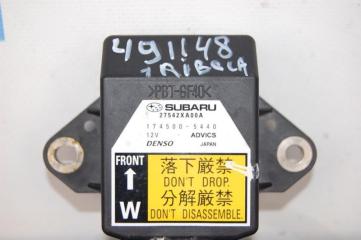 491148
TRIBECA
>PBT-GF40<
SUBARU
27542XA00A
174500-5440
12V ADVICS
DENSO JAPAN
FRONT
↑
W
落下厳禁
DON'T DROP.
分解厳禁
DON'T DISASSEMBLE.